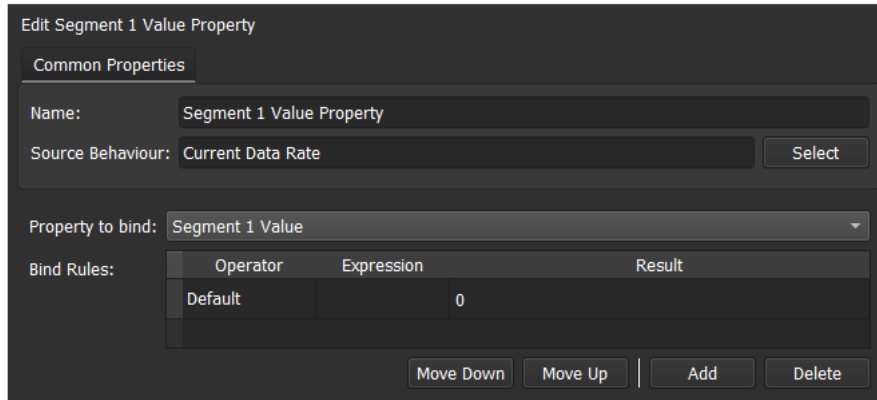 Edit Segment 1 Value Property
Common Properties
Name: Segment 1 Value Property
Source Behaviour: Current Data Rate Select
Property to bind: Segment 1 Value
Bind Rules: Operator Expression Result
Default 0
Move Down Move Up Add Delete